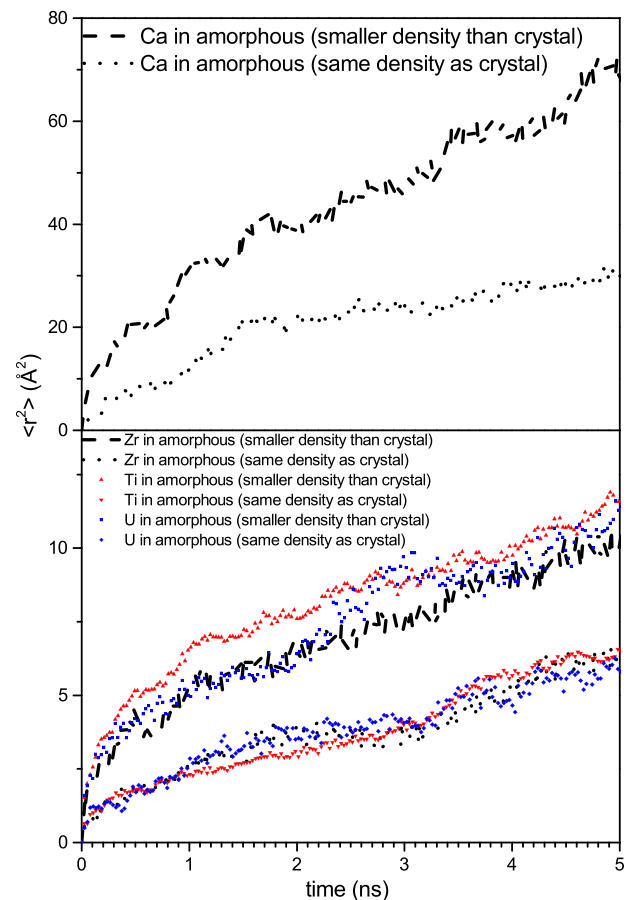 80
Ca in amorphous (smaller density than crystal)
Ca in amorphous (same density as crystal)
60
40
20
0
<r²> (Å²)
Zr in amorphous (smaller density than crystal)
Zr in amorphous (same density as crystal)
Ti in amorphous (smaller density than crystal)
Ti in amorphous (same density as crystal)
U in amorphous (smaller density than crystal)
U in amorphous (same density as crystal)
10
5
0
0 1 2 3 4 5
time (ns)